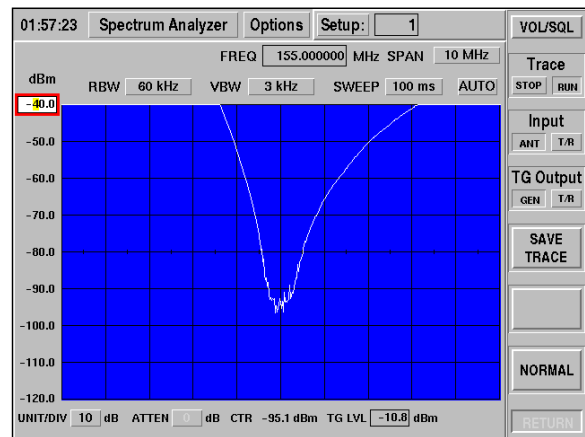 01:57:23 Spectrum Analyzer Options Setup: 1 VOL/SQL
FREQ 155.000000 MHz SPAN 10 MHz
dBm RBW 60 kHz VBW 3 kHz SWEEP 100 ms AUTO
-40.0
-50.0
-60.0
-70.0
-80.0
-90.0
-100.0
-110.0
-120.0
UNIT/DIV 10 dB ATTEN 0 dB CTR -95.1 dBm TG LVL -10.8 dBm
Trace
STOP RUN
Input
ANT T/R
TG Output
GEN T/R
SAVE
TRACE
NORMAL
RETURN